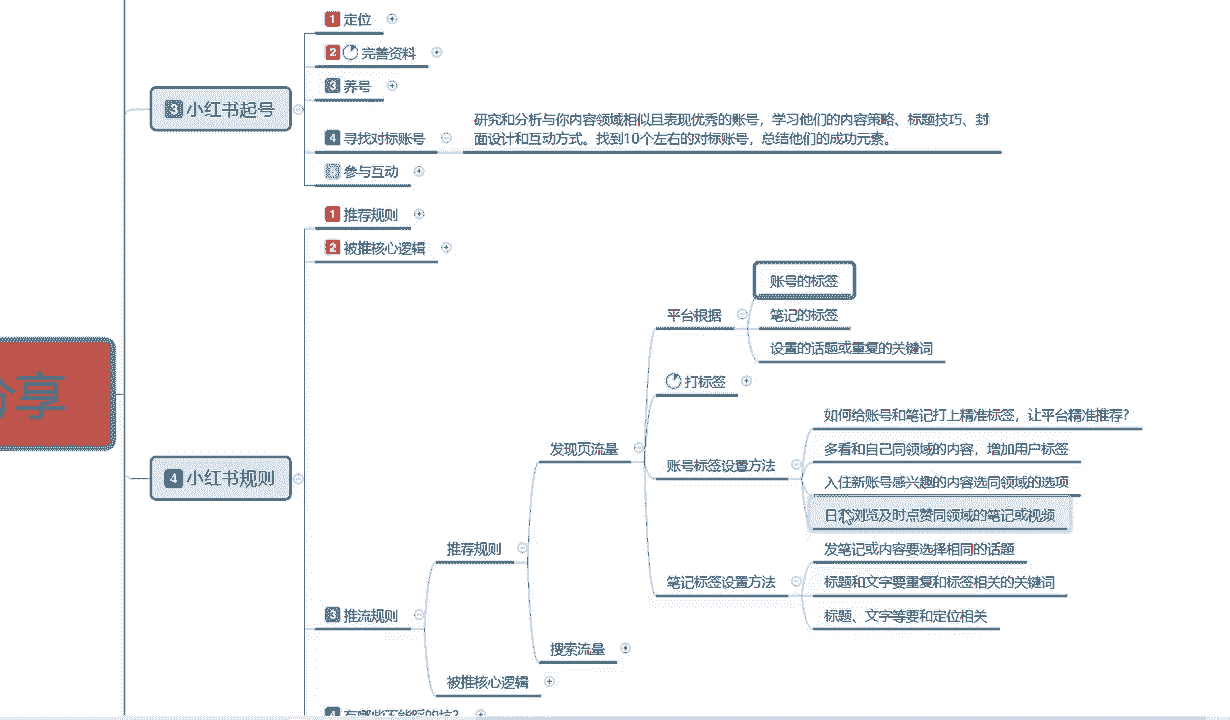 1 定位
2 完善资料
3 小红书起号
3 养号
4 寻找对标账号
研究和分析与你内容领域相似且表现优秀的账号，学习他们的内容策略、标题技巧、封
面设计和互动方式。找到10个左右的对标账号，总结他们的成功元素。
5 参与互动
1 推荐规则
2 被推核心逻辑
分享
4 小红书规则
3 推流规则
推荐规则
发现页流量
平台根据
账号的标签
笔记的标签
设置的话题或重复的关键词
打标签
账号标签设置方法
如何给账号和笔记打上精准标签，让平台精准推荐？
多看和自己同领域的内容，增加用户标签
入住新账号感兴趣的内容选同领域的选项
日常浏览及时点赞同领域的笔记或视频
笔记标签设置方法
发笔记或内容要选择相同的话题
标题和文字要重复和标签相关的关键词
标题、文字等要和定位相关
搜索流量
被推核心逻辑
4 有哪些不能踩的坑？